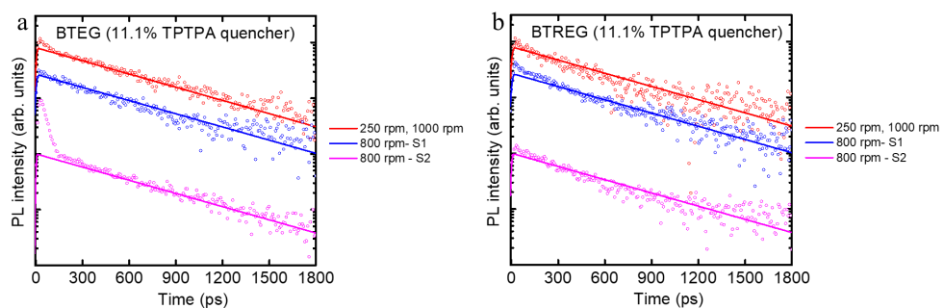 a
BTEG (11.1% TPTPA quencher)
PL intensity (arb. units)
0 300 600 900 1200 1500 1800
Time (ps)
250 rpm, 1000 rpm
800 rpm- S1
800 rpm - S2
b
BTREG (11.1% TPTPA quencher)
PL intensity (arb. units)
0 300 600 900 1200 1500 1800
Time (ps)
250 rpm, 1000 rpm
800 rpm- S1
800 rpm - S2